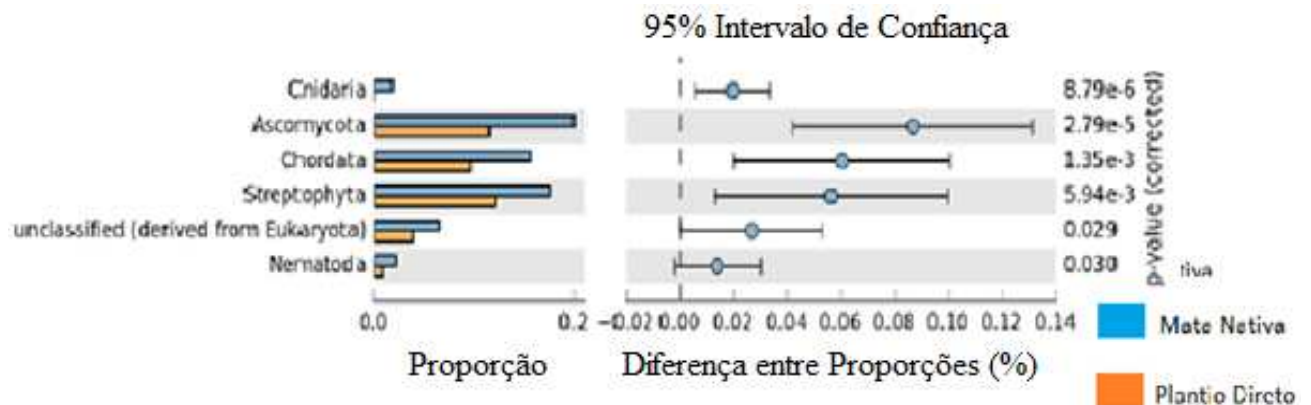 95% Intervalo de Confiança
Cnidaria
8.79e-6
Ascomycota
2.79e-5
Chordata
1.35e-3
Streptophyta
5.94e-3
unclassified (derived from Eukaryota)
0.029
Nematoda
0.030
p-value (corrected)
tiva
0.0 0.2
−0.02 0.00 0.02 0.04 0.06 0.08 0.10 0.12 0.14
Proporção
Diferença entre Proporções (%)
Mata Nativa
Plantio Direto